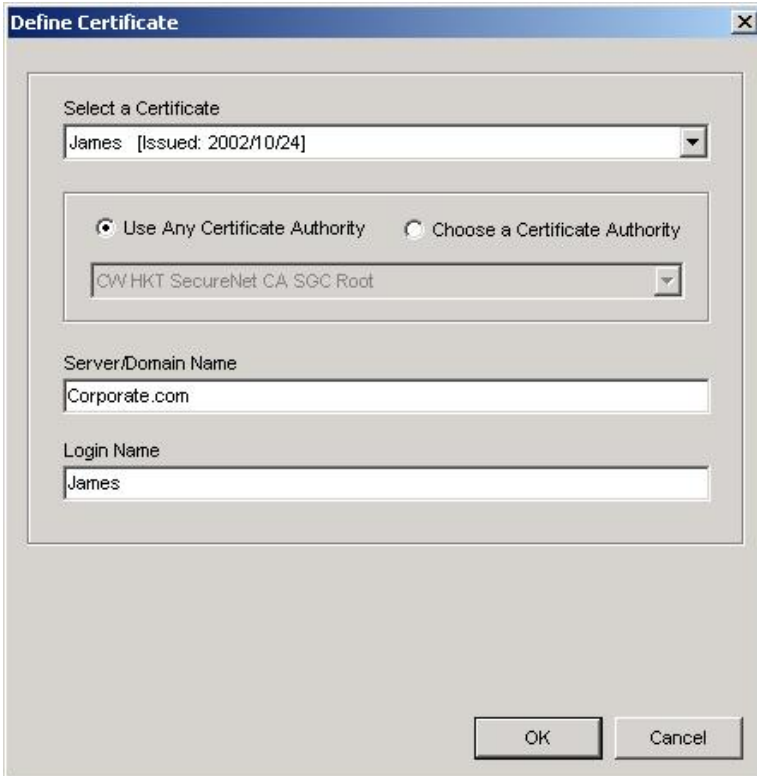 Define Certificate
Select a Certificate
James [Issued: 2002/10/24]
Use Any Certificate Authority Choose a Certificate Authority
CW HKT SecureNet CA SGC Root
Server/Domain Name
Corporate.com
Login Name
James
OK Cancel